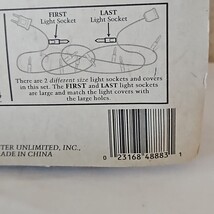 FIRST LAST
Light Socket Light Socket
There are 2 different size light sockets and covers
in this set. The FIRST and LAST light sockets
are large and match the light covers with
the large holes.
TER UNLIMITED, INC.,
MADE IN CHINA
0 23168 48883 1